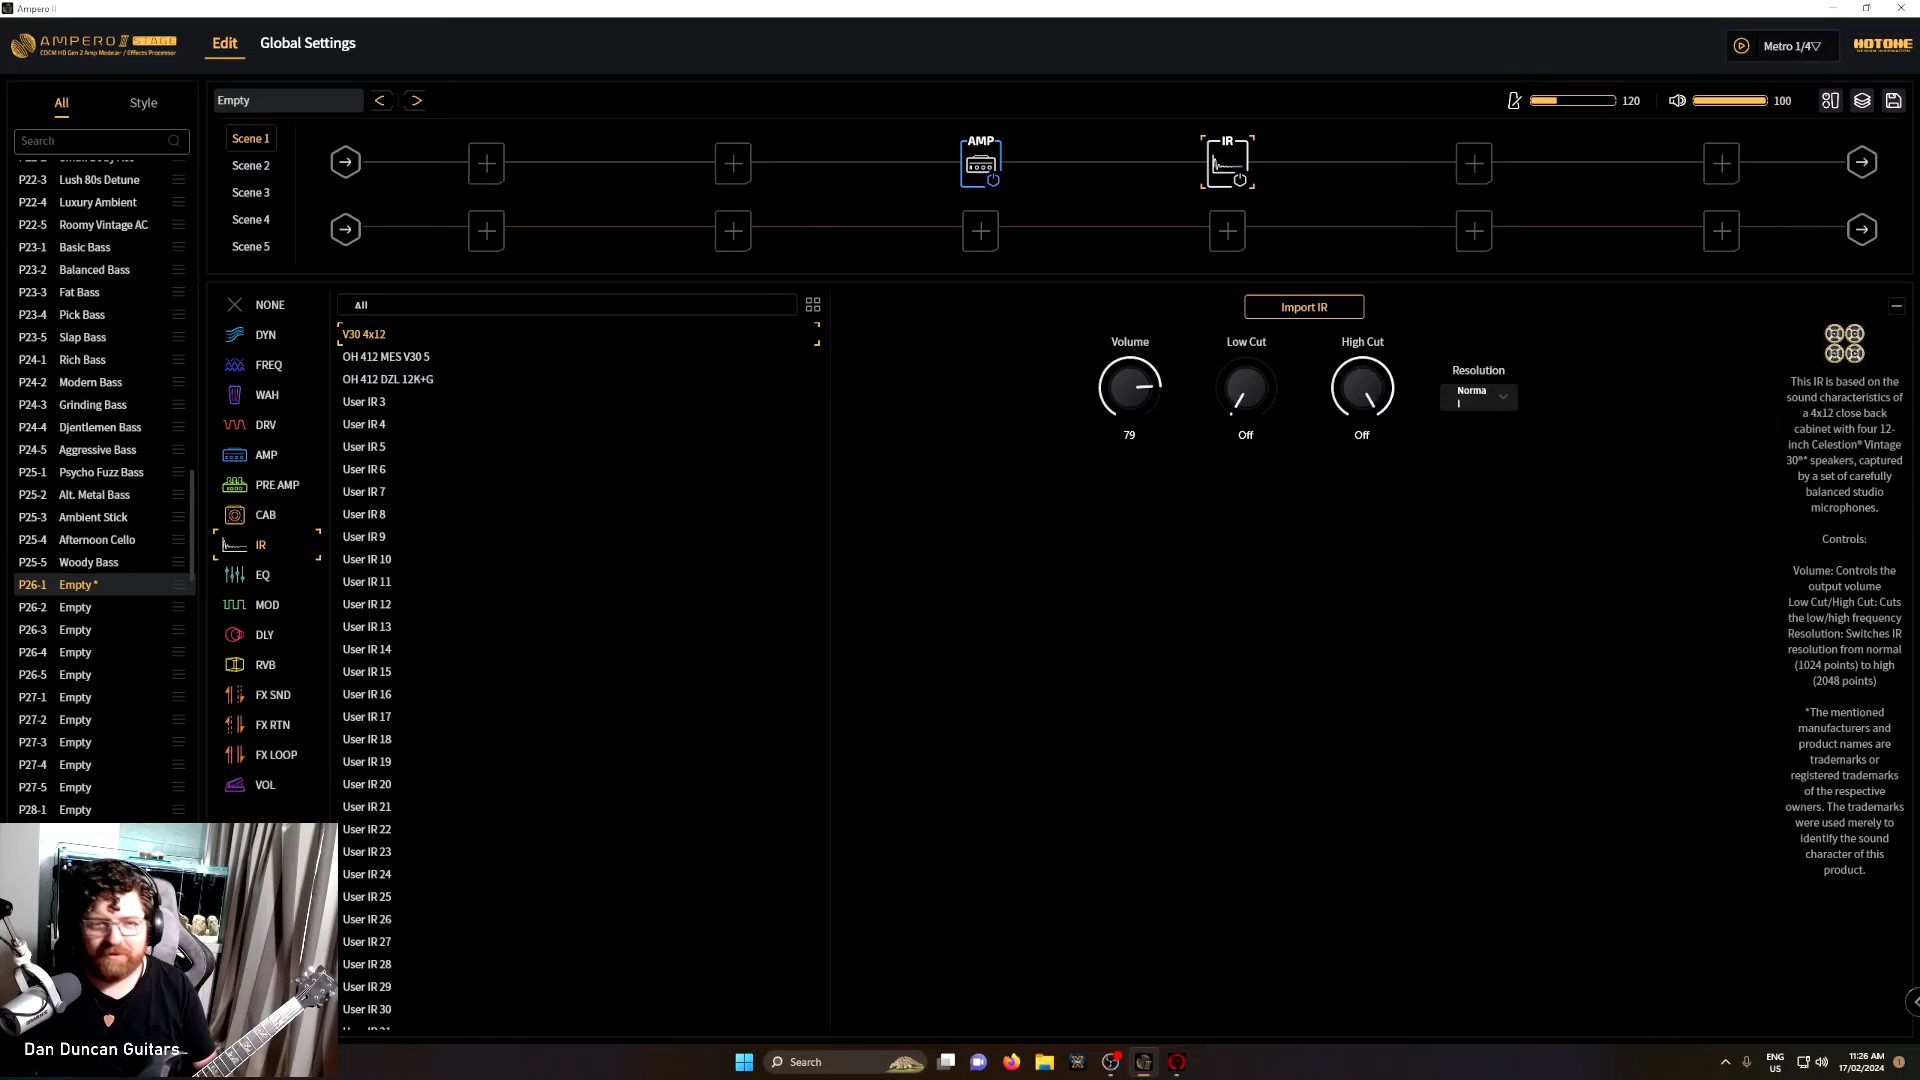 Ampero II
AMPERO II STAGE
CDCM HD Gen 2 Amp Modeler / Effects Processor
Edit
Global Settings
Metro 1/4▽
HOTONE
All
Style
Search
P22-3 Lush 80s Detune
P22-4 Luxury Ambient
P22-5 Roomy Vintage AC
P23-1 Basic Bass
P23-2 Balanced Bass
P23-3 Fat Bass
P23-4 Pick Bass
P23-5 Slap Bass
P24-1 Rich Bass
P24-2 Modern Bass
P24-3 Grinding Bass
P24-4 Djentlemen Bass
P24-5 Aggressive Bass
P25-1 Psycho Fuzz Bass
P25-2 Alt. Metal Bass
P25-3 Ambient Stick
P25-4 Afternoon Cello
P25-5 Woody Bass
P26-1 Empty *
P26-2 Empty
P26-3 Empty
P26-4 Empty
P26-5 Empty
P27-1 Empty
P27-2 Empty
P27-3 Empty
P27-4 Empty
P27-5 Empty
P28-1 Empty
Empty
< >
120
100
Scene 1
Scene 2
Scene 3
Scene 4
Scene 5
AMP
IR
NONE
DYN
FREQ
WAH
DRV
AMP
PRE AMP
CAB
IR
EQ
MOD
DLY
RVB
FX SND
FX RTN
FX LOOP
VOL
All
V30 4x12
OH 412 MES V30 5
OH 412 DZL 12K+G
User IR 3
User IR 4
User IR 5
User IR 6
User IR 7
User IR 8
User IR 9
User IR 10
User IR 11
User IR 12
User IR 13
User IR 14
User IR 15
User IR 16
User IR 17
User IR 18
User IR 19
User IR 20
User IR 21
User IR 22
User IR 23
User IR 24
User IR 25
User IR 26
User IR 27
User IR 28
User IR 29
User IR 30
Import IR
Volume
79
Low Cut
Off
High Cut
Off
Resolution
Norma
l
This IR is based on the
sound characteristics of
a 4x12 close back
cabinet with four 12-
inch Celestion® Vintage
30®* speakers, captured
by a set of carefully
balanced studio
microphones.
Controls:
Volume: Controls the
output volume
Low Cut/High Cut: Cuts
the low/high frequency
Resolution: Switches IR
resolution from normal
(1024 points) to high
(2048 points)
*The mentioned
manufacturers and
product names are
trademarks or
registered trademarks
of the respective
owners. The trademarks
were used merely to
identify the sound
character of this
product.
Dan Duncan Guitars
Search
ENG
US
11:26 AM
17/02/2024